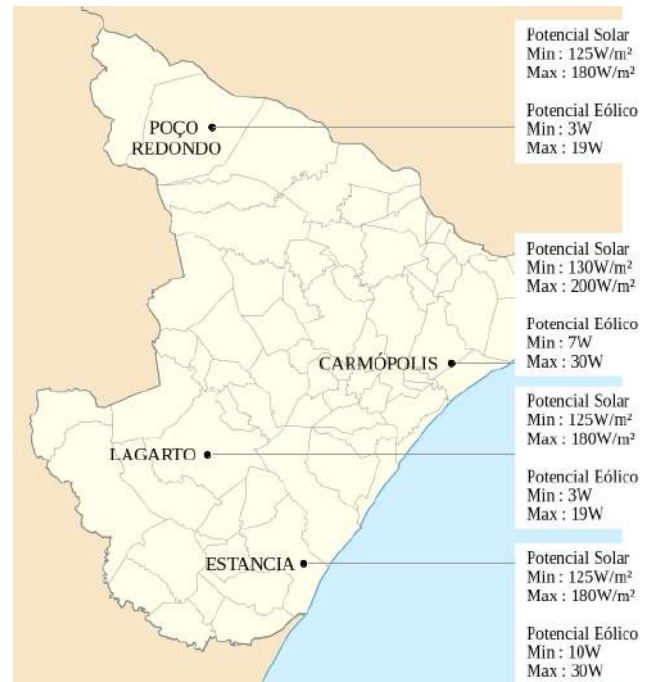 Potencial Solar
Min : 125W/m²
Max : 180W/m²
Potencial Eólico
Min : 3W
Max : 19W
POÇO
REDONDO
Potencial Solar
Min : 130W/m²
Max : 200W/m²
Potencial Eólico
Min : 7W
Max : 30W
CARMÓPOLIS
Potencial Solar
Min : 125W/m²
Max : 180W/m²
Potencial Eólico
Min : 3W
Max : 19W
LAGARTO
Potencial Solar
Min : 125W/m²
Max : 180W/m²
Potencial Eólico
Min : 10W
Max : 30W
ESTANCIA